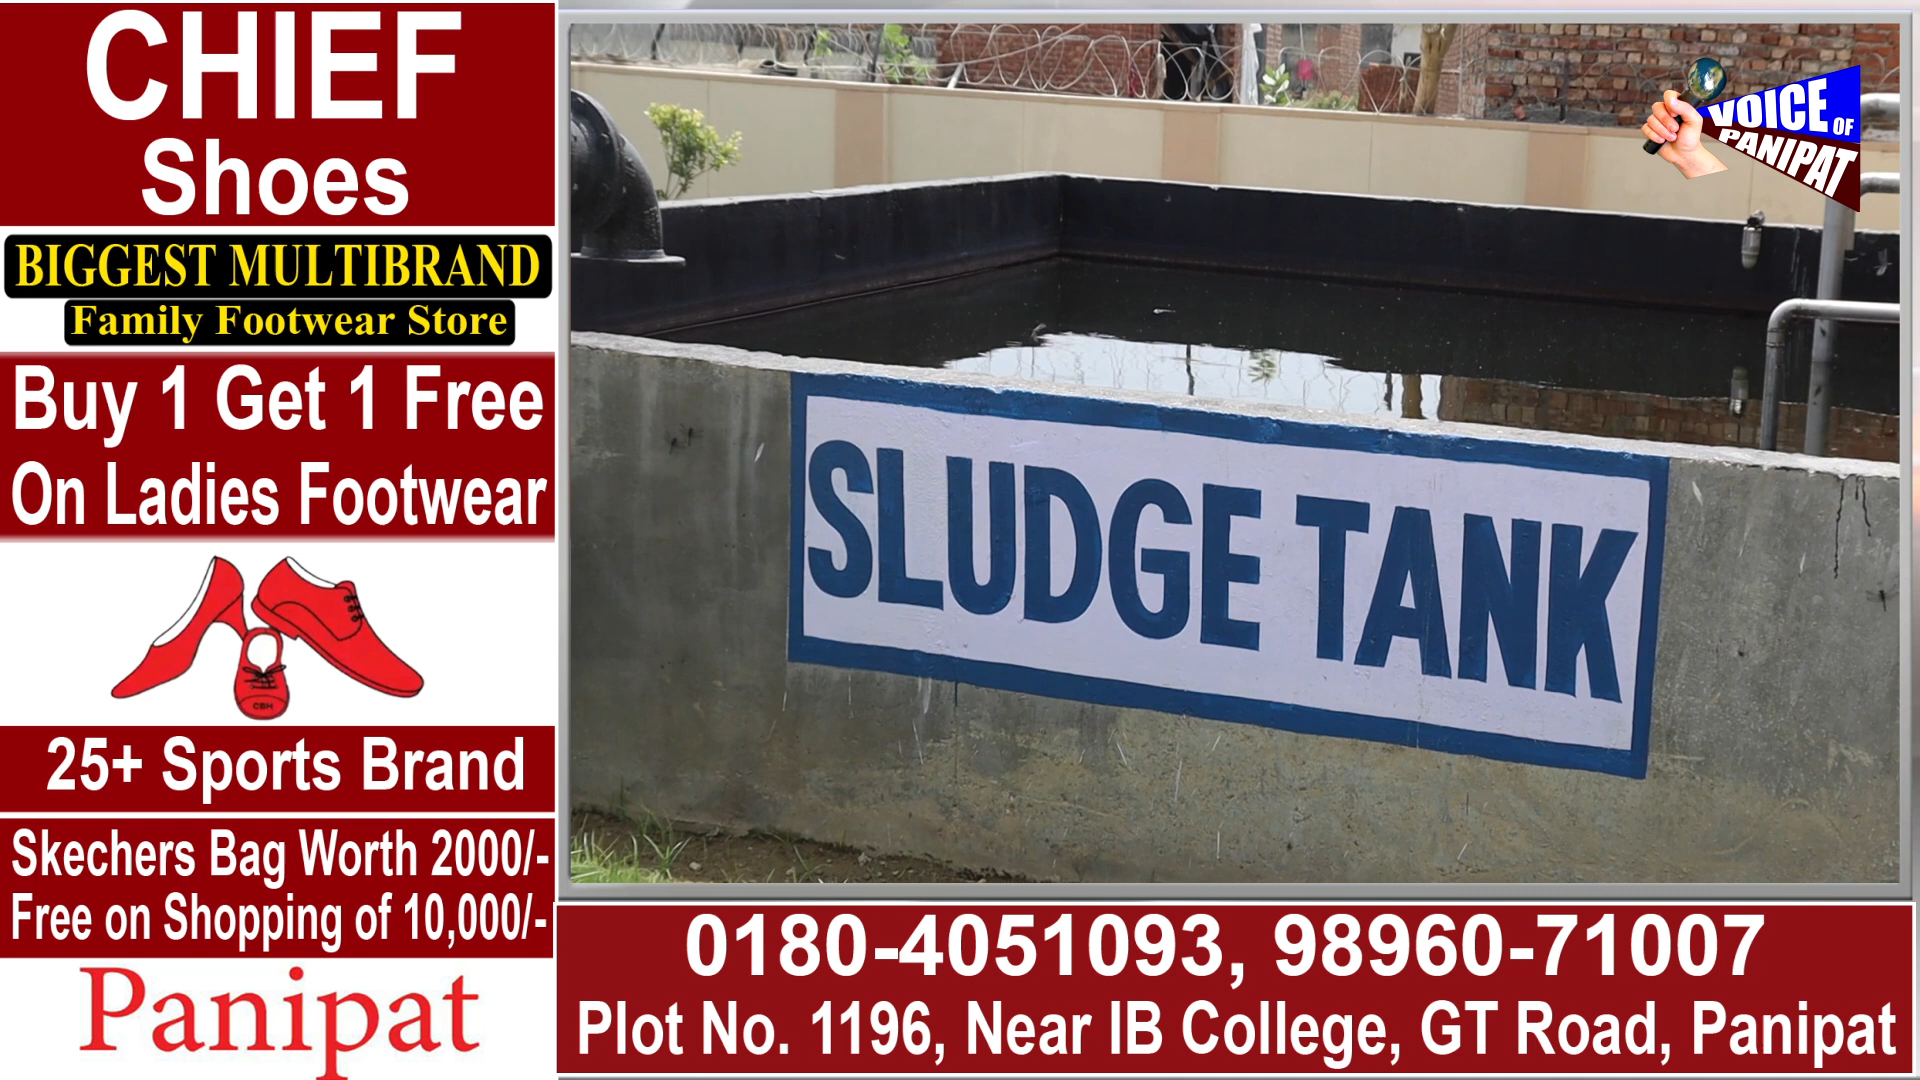 CHIEF
Shoes
BIGGEST MULTIBRAND
Family Footwear Store
Buy 1 Get 1 Free
On Ladies Footwear
CBH
25+ Sports Brand
Skechers Bag Worth 2000/-
Free on Shopping of 10,000/-
Panipat
VOICE OF
PANIPAT
SLUDGE TANK
0180-4051093, 98960-71007
Plot No. 1196, Near IB College, GT Road, Panipat